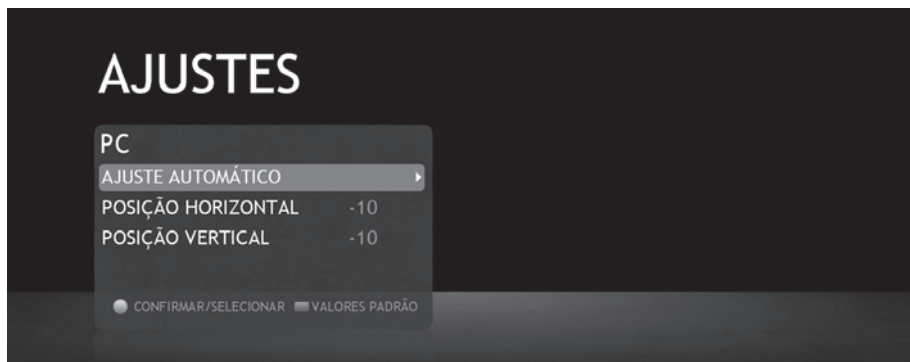 AJUSTES
PC
AJUSTE AUTOMÁTICO
POSIÇÃO HORIZONTAL -10
POSIÇÃO VERTICAL -10
CONFIRMAR/SELECIONAR VALORES PADRÃO